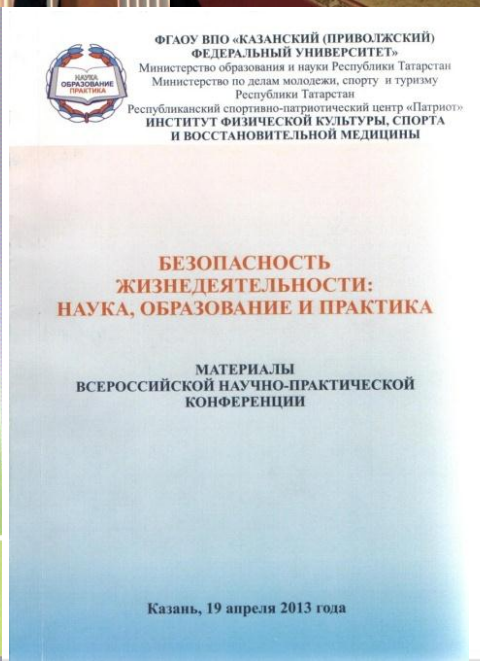 ФГАОУ ВПО «КАЗАНСКИЙ (ПРИВОЛЖСКИЙ)
ФЕДЕРАЛЬНЫЙ УНИВЕРСИТЕТ»
Министерство образования и науки Республики Татарстан
Министерство по делам молодежи, спорту и туризму
Республики Татарстан
Республиканский спортивно-патриотический центр «Патриот»
ИНСТИТУТ ФИЗИЧЕСКОЙ КУЛЬТУРЫ, СПОРТА
И ВОССТАНОВИТЕЛЬНОЙ МЕДИЦИНЫ
НАУКА
ОБРАЗОВАНИЕ
ПРАКТИКА
БЕЗОПАСНОСТЬ
ЖИЗНЕДЕЯТЕЛЬНОСТИ:
НАУКА, ОБРАЗОВАНИЕ И ПРАКТИКА
МАТЕРИАЛЫ
ВСЕРОССИЙСКОЙ НАУЧНО-ПРАКТИЧЕСКОЙ
КОНФЕРЕНЦИИ
Казань, 19 апреля 2013 года